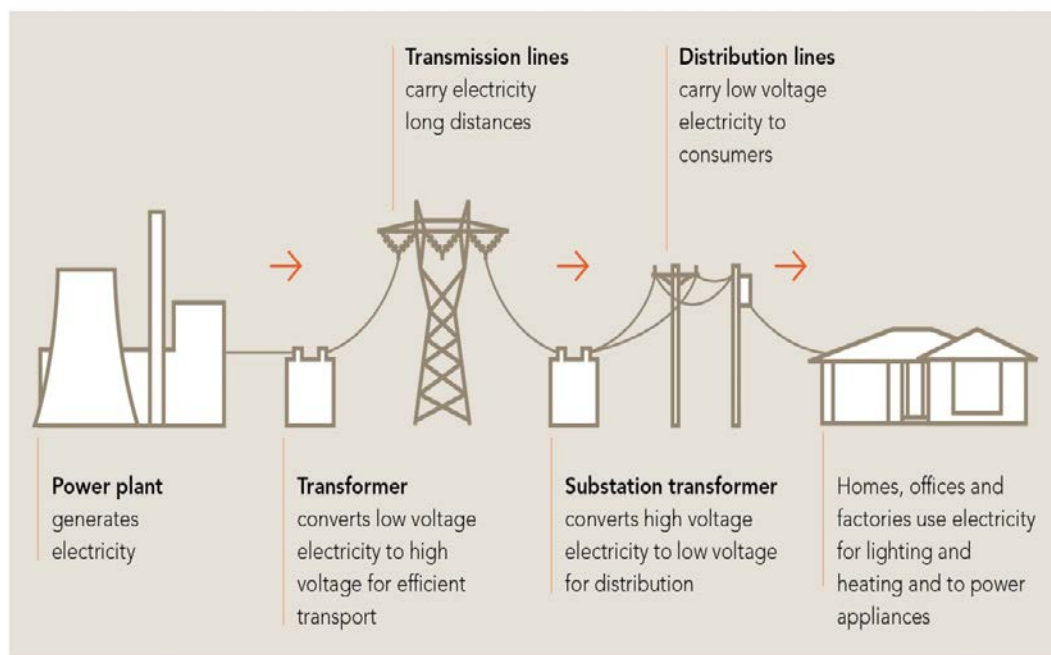 Transmission lines
carry electricity
long distances
Distribution lines
carry low voltage
electricity to
consumers
Power plant
generates
electricity
Transformer
converts low voltage
electricity to high
voltage for efficient
transport
Substation transformer
converts high voltage
electricity to low voltage
for distribution
Homes, offices and
factories use electricity
for lighting and
heating and to power
appliances